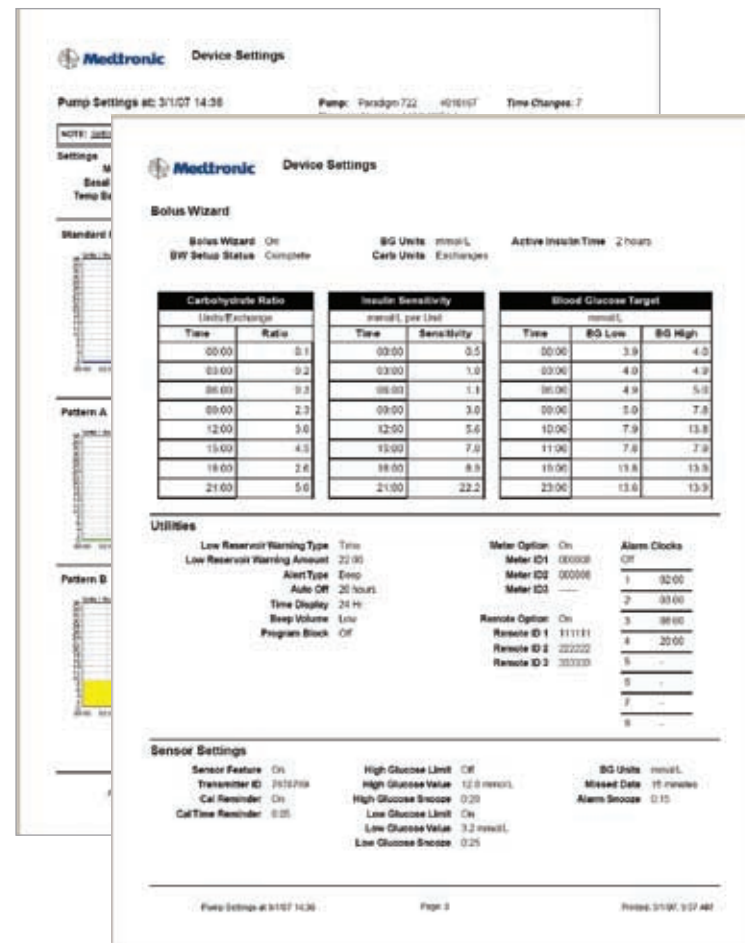 Medtronic Device Settings
Pump Settings at: 3/1/07 14:36 Pump: Paradigm 722 Time Changes: 7
NOTE:
Settings
Basal
Standard
Pattern A
Pattern B
Medtronic Device Settings
Bolus Wizard
Bolus Wizard On BG Units mmol/L Active Insulin Time 2 hours
BW Setup Status Complete Carb Units Exchanges
Carbohydrate Ratio Insulin Sensitivity Blood Glucose Target
Units/Exchange mmol/L per Unit mmol/L
Time Ratio Time Sensitivity Time BG Low BG High
00:00 0.1 00:00 0.5 00:00 3.9 4.0
03:00 0.2 03:00 1.0 03:00 4.0 4.9
06:00 0.3 06:00 1.1 06:00 4.9 5.0
09:00 2.3 09:00 3.0 09:00 5.0 7.8
12:00 3.0 12:00 5.6 10:00 7.9 13.8
15:00 4.5 15:00 7.0 11:00 7.8 7.9
18:00 2.6 18:00 8.9 13.8 13.9
21:00 5.0 21:00 22.2 23:00 13.8 13.9
Utilities
Low Reservoir Warning Type Time Meter Option On Alarm Clocks
Low Reservoir Warning Amount 22:00 Meter ID1 Off
Alert Type Beep Meter ID2 1 02:00
Auto Off 20 hours Meter ID3 ------
Time Display 24 Hr 2 03:00
Beep Volume Low Remote Option On 3
Program Block Off Remote ID 1 111111 4 20:00
Remote ID 2 222222 5 -
Remote ID 3 333333 6 -
7 -
8 -
Sensor Settings
Sensor Feature On High Glucose Limit Off BG Units mmol/L
Transmitter ID High Glucose Value 12.0 mmol/L Missed Data 15 minutes
Cal Reminder On High Glucose Snooze 0:20 Alarm Snooze 0:15
Cal Time Reminder 0:05 Low Glucose Limit On
Low Glucose Value 3.2 mmol/L
Low Glucose Snooze 0:25
Pump Settings at 3/1/07 14:36 Page 3 Printed: